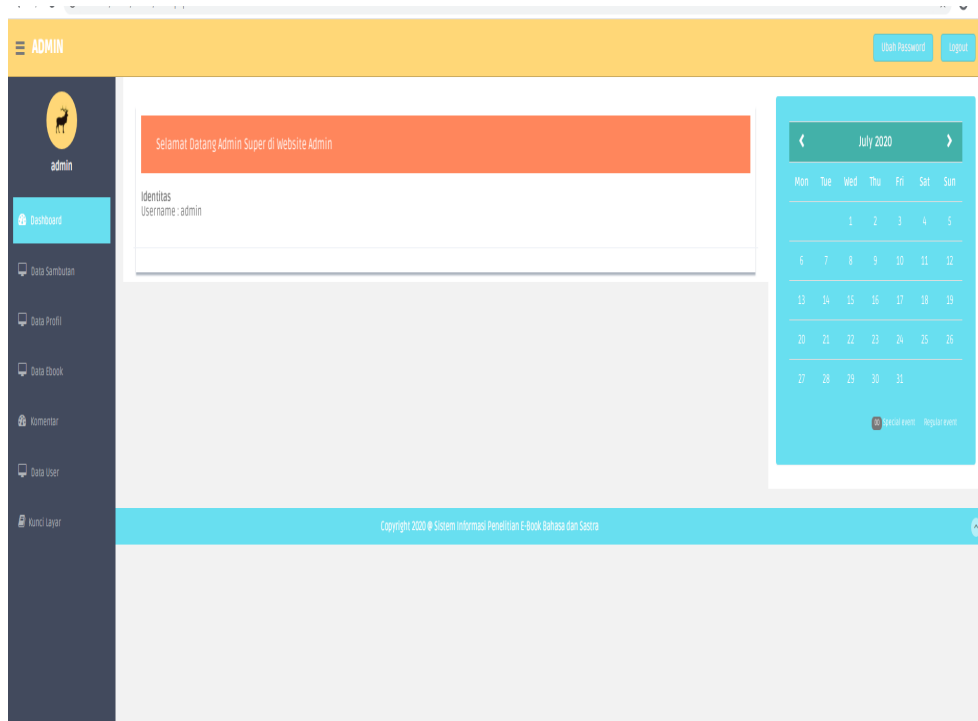 ADMIN
Ubah Password
Logout
admin
Dashboard
Data Sambutan
Data Profil
Data Ebook
Komentar
Data User
Kunci Layar
Selamat Datang Admin Super di Website Admin
Identitas
Username : admin
July 2020
Mon Tue Wed Thu Fri Sat Sun
1 2 3 4 5
6 7 8 9 10 11 12
13 14 15 16 17 18 19
20 21 22 23 24 25 26
27 28 29 30 31
00 Special event Regular event
Copyright 2020 @ Sistem Informasi Penelitian E-Book Bahasa dan Sastra